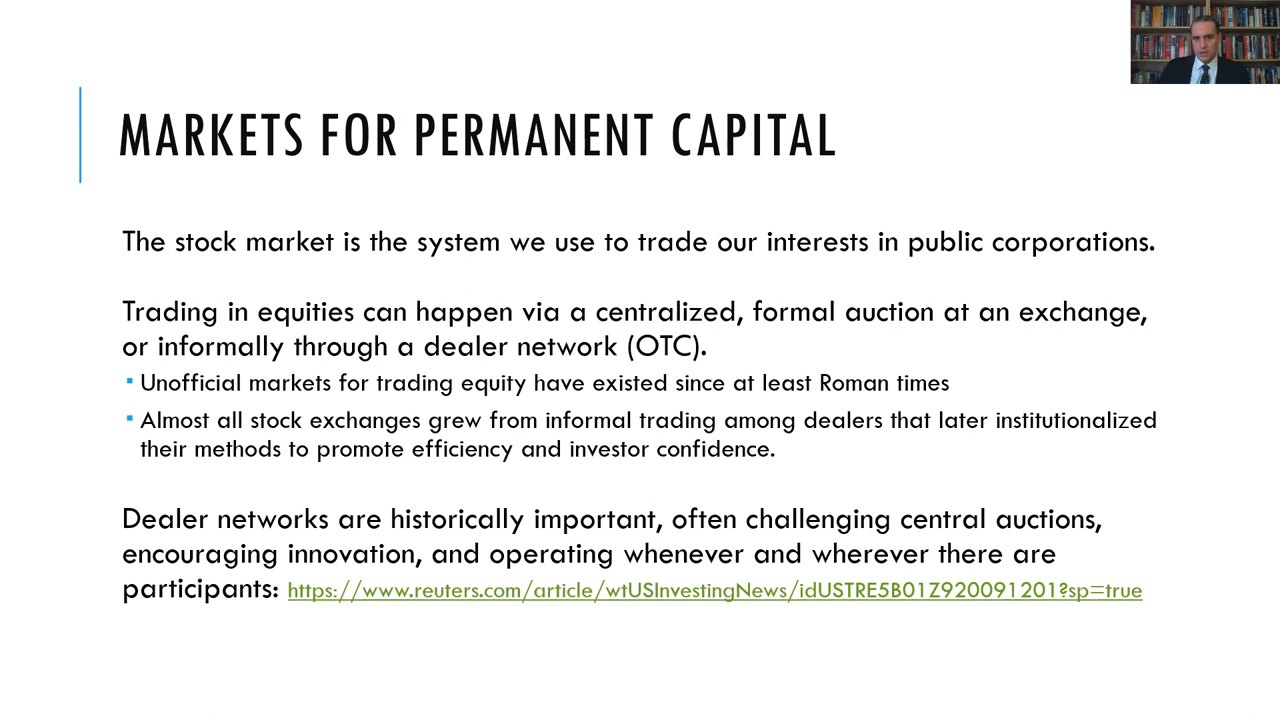 MARKETS FOR PERMANENT CAPITAL
The stock market is the system we use to trade our interests in public corporations.
Trading in equities can happen via a centralized, formal auction at an exchange,
or informally through a dealer network (OTC).
▪ Unofficial markets for trading equity have existed since at least Roman times
▪ Almost all stock exchanges grew from informal trading among dealers that later institutionalized
their methods to promote efficiency and investor confidence.
Dealer networks are historically important, often challenging central auctions,
encouraging innovation, and operating whenever and wherever there are
participants: https://www.reuters.com/article/wtUSInvestingNews/idUSTRE5B01Z920091201?sp=true